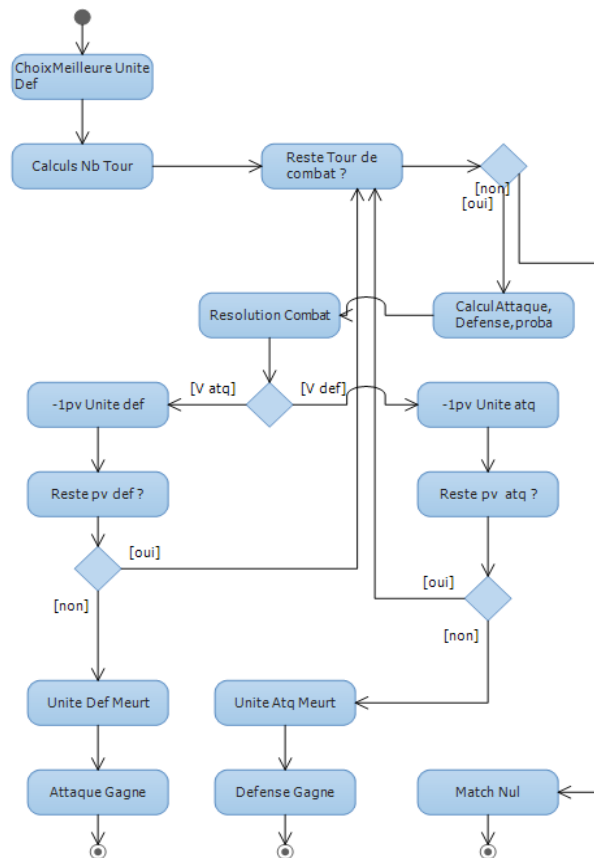 ChoixMeilleure Unite
Def
Calculs Nb Tour
Reste Tour de
combat ?
[non]
[oui]
Calcul Attaque,
Defense, proba
Resolution Combat
[V atq]
[V def]
-1pv Unite def
-1pv Unite atq
Reste pv def ?
Reste pv atq ?
[oui]
[oui]
[non]
[non]
Unite Def Meurt
Unite Atq Meurt
Attaque Gagne
Defense Gagne
Match Nul